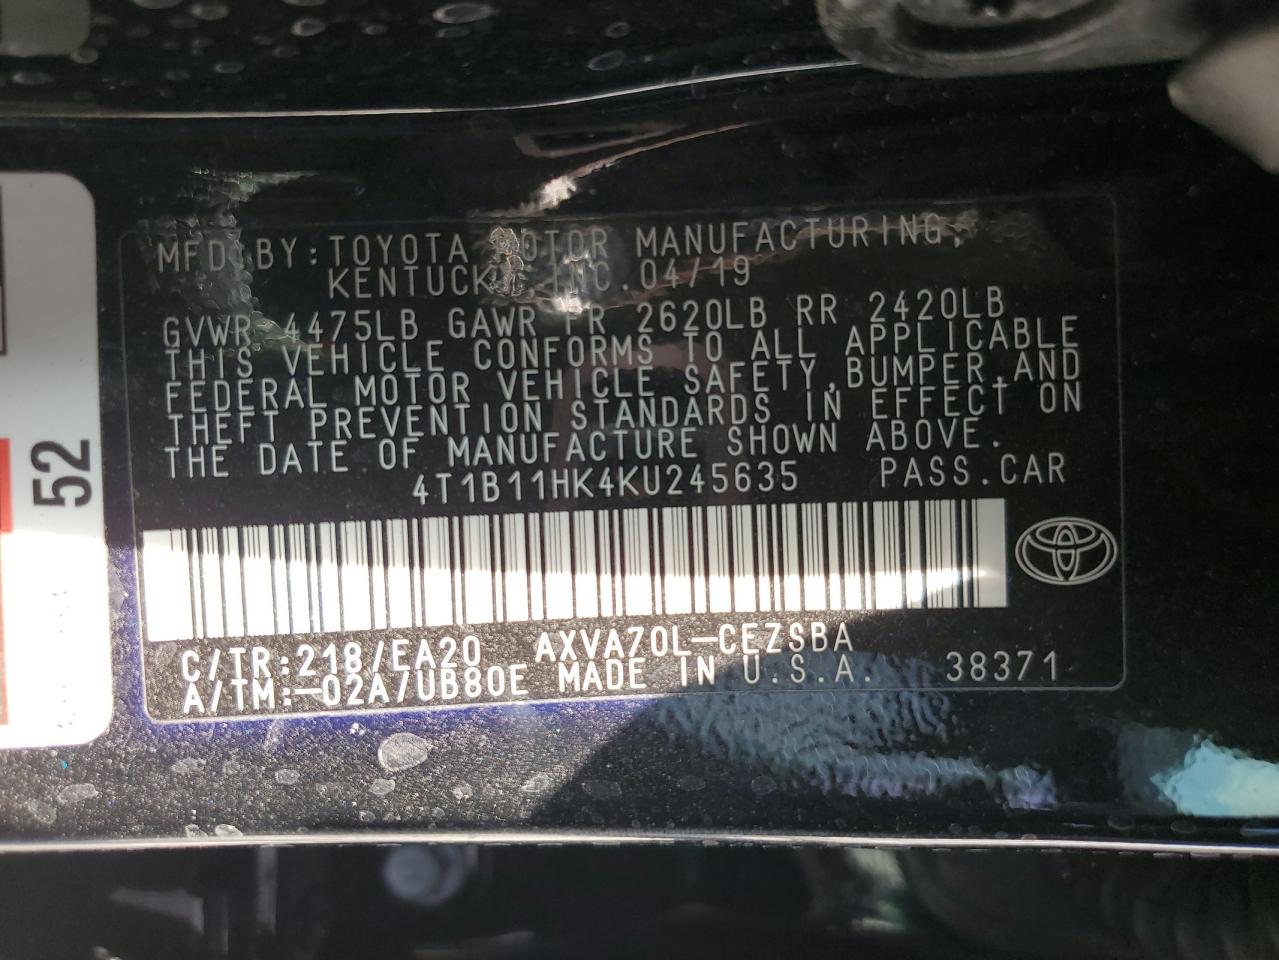 MFD. BY: TOYOTA MOTOR MANUFACTURING,
KENTUCKY, INC. 04/19
GVWR 4475LB GAWR FR 2620LB RR 2420LB
THIS VEHICLE CONFORMS TO ALL APPLICABLE
FEDERAL MOTOR VEHICLE SAFETY, BUMPER, AND
THEFT PREVENTION STANDARDS IN EFFECT ON
THE DATE OF MANUFACTURE SHOWN ABOVE.
4T1B11HK4KU245635 PASS.CAR
C/TR:218/EA20 AXVA70L-CEZSBA
A/TM:-02A/UB80E MADE IN U.S.A. 38371
52